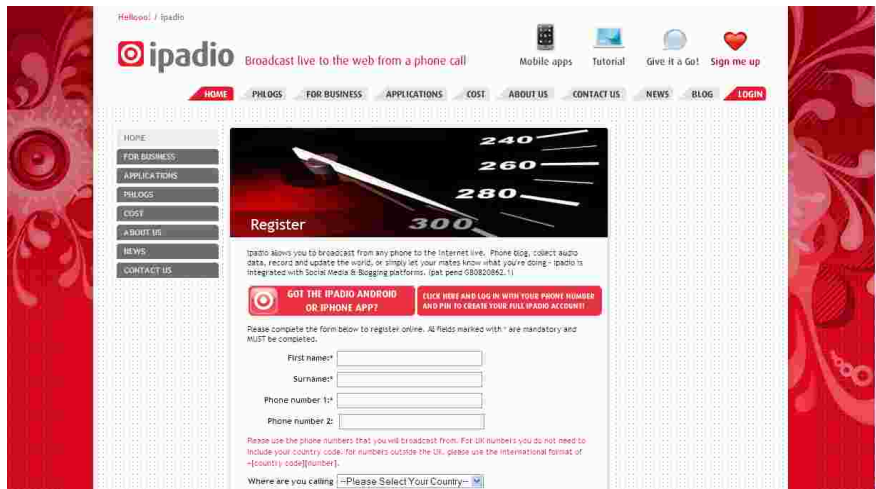 Hellooo! / ipadio
ipadio Broadcast live to the web from a phone call
Mobile apps Tutorial Give it a Go! Sign me up
HOME PHLOGS FOR BUSINESS APPLICATIONS COST ABOUT US CONTACT US NEWS BLOG LOGIN
HOME
FOR BUSINESS
APPLICATIONS
PHLOGS
COST
ABOUT US
NEWS
CONTACT US
240
260
280
300
Register
ipadio allows you to broadcast from any phone to the Internet live. Phone blog, collect audio
data, record and update the world, or simply let your mates know what you're doing - ipadio is
integrated with Social Media & Blogging platforms. (pat pend GB0820862.1)
GOT THE IPADIO ANDROID
OR IPHONE APP?
CLICK HERE AND LOG IN WITH YOUR PHONE NUMBER
AND PIN TO CREATE YOUR FULL IPADIO ACCOUNT!
Please complete the form below to register online. All fields marked with * are mandatory and
MUST be completed.
First name:*
Surname:*
Phone number 1:*
Phone number 2:
Please use the phone numbers that you will broadcast from. For UK numbers you do not need to
include your country code, for numbers outside the UK, please use the international format of
+[country code][number].
Where are you calling --Please Select Your Country--